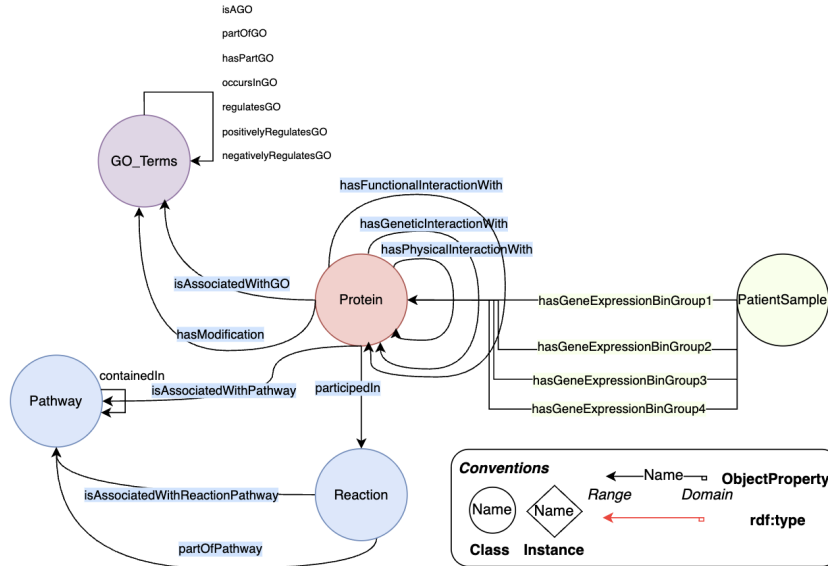 isAGO
partOfGO
hasPartGO
occursInGO
regulatesGO
positivelyRegulatesGO
negativelyRegulatesGO
GO_Terms
hasFunctionalInteractionWith
hasGeneticInteractionWith
hasPhysicalInteractionWith
isAssociatedWithGO
Protein
hasGeneExpressionBinGroup1
PatientSample
hasModification
hasGeneExpressionBinGroup2
containedIn
hasGeneExpressionBinGroup3
Pathway
isAssociatedWithPathway
participedIn
hasGeneExpressionBinGroup4
isAssociatedWithReactionPathway
Reaction
partOfPathway
Conventions
Name
ObjectProperty
Range
Domain
Name
Name
rdf:type
Class
Instance